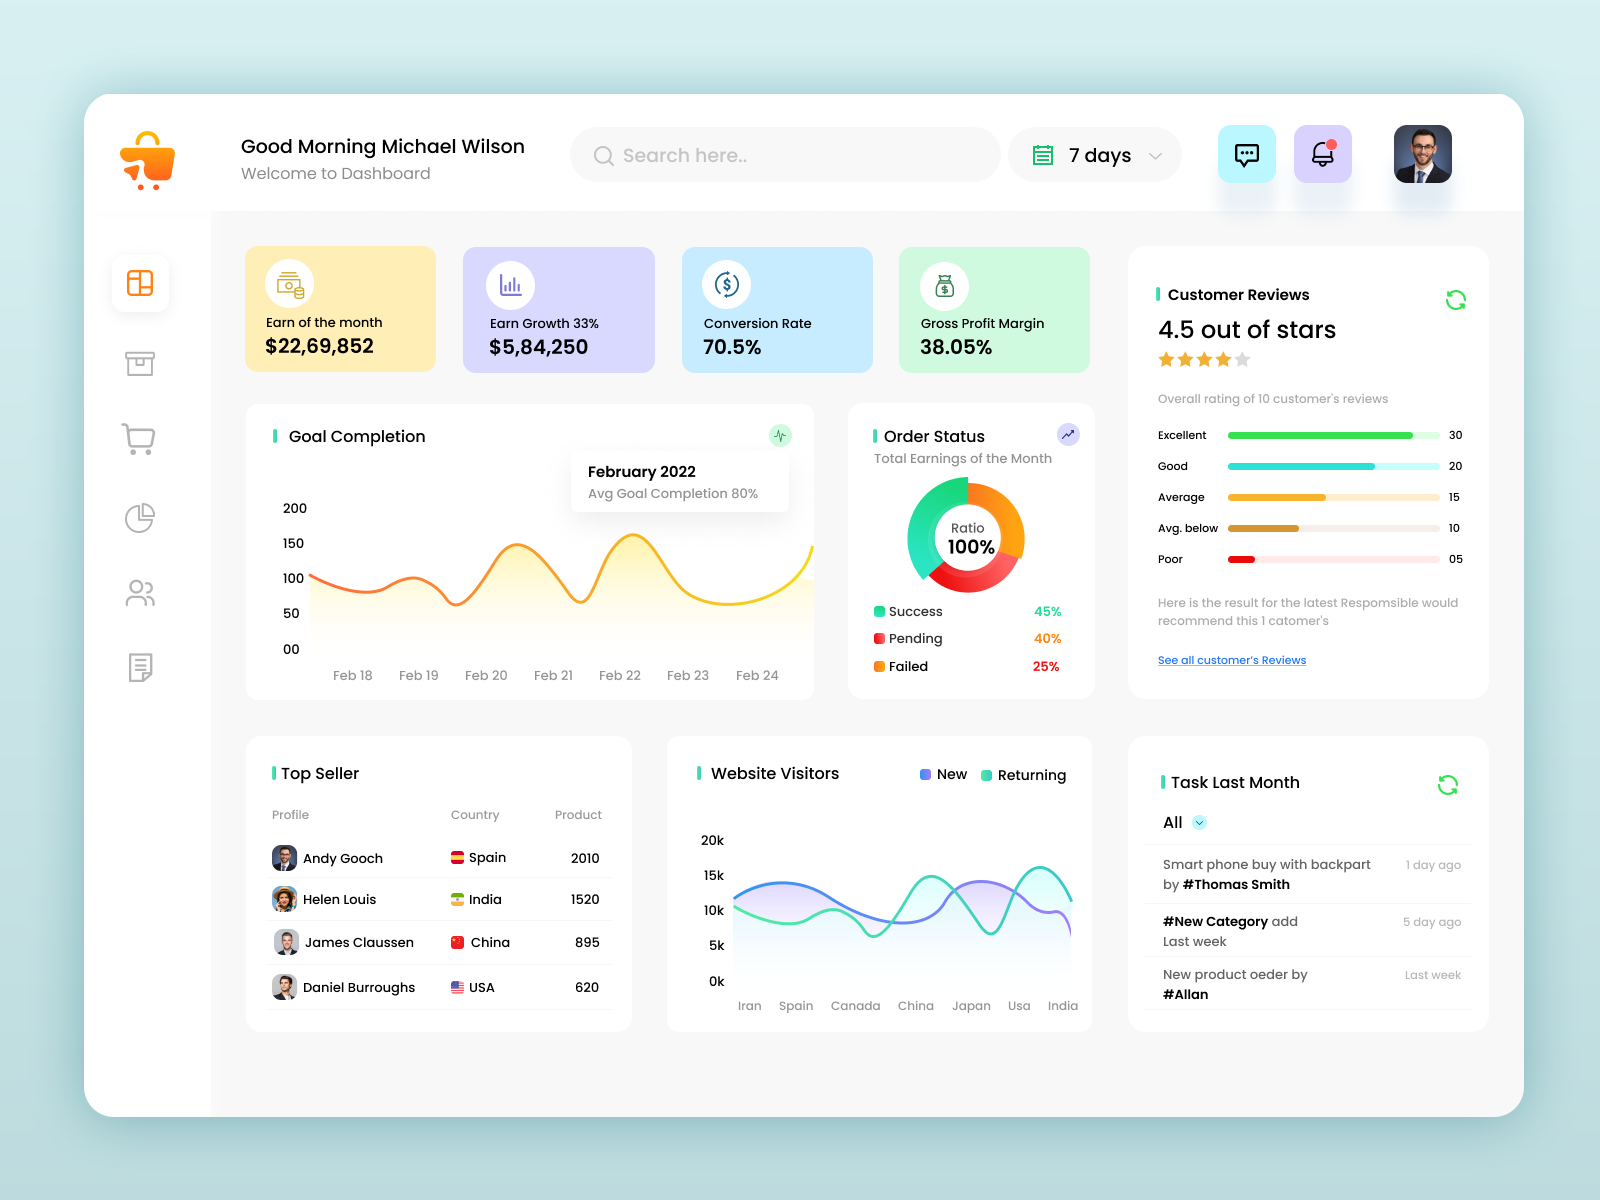 Good Morning Michael Wilson
Welcome to Dashboard
Search here..
7 days
Earn of the month
$22,69,852
Earn Growth 33%
$5,84,250
Conversion Rate
70.5%
Gross Profit Margin
38.05%
Goal Completion
February 2022
Avg Goal Completion 80%
200
150
100
50
00
Feb 18 Feb 19 Feb 20 Feb 21 Feb 22 Feb 23 Feb 24
Order Status
Total Earnings of the Month
Ratio
100%
Success 45%
Pending 40%
Failed 25%
Customer Reviews
4.5 out of stars
Overall rating of 10 customer's reviews
Excellent 30
Good 20
Average 15
Avg. below 10
Poor 05
Here is the result for the latest Respomsible would
recommend this 1 catomer's
See all customer's Reviews
Top Seller
Profile Country Product
Andy Gooch Spain 2010
Helen Louis India 1520
James Claussen China 895
Daniel Burroughs USA 620
Website Visitors
New Returning
20k
15k
10k
5k
0k
Iran Spain Canada China Japan Usa India
Task Last Month
All
Smart phone buy with backpart 1 day ago
by #Thomas Smith
#New Category add 5 day ago
Last week
New product oeder by Last week
#Allan